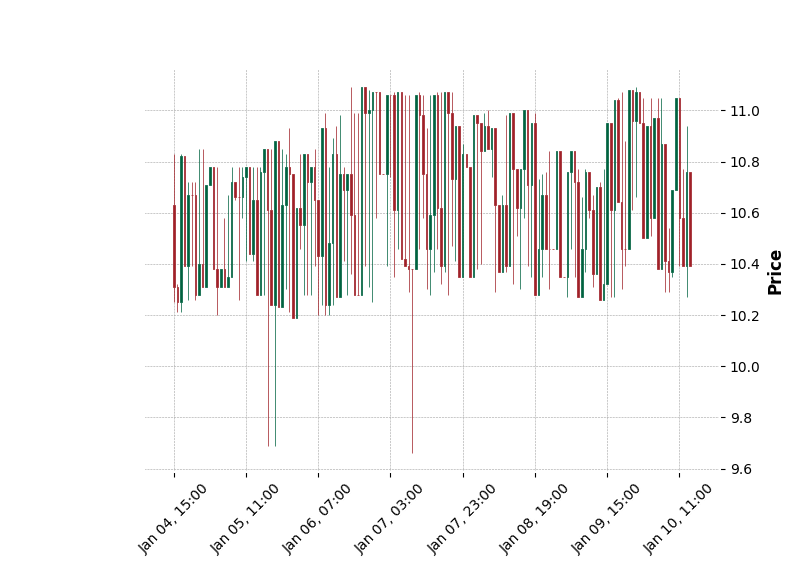 11.0
10.8
10.6
10.4
10.2
10.0
9.8
9.6
Price
Jan 04, 15:00
Jan 05, 11:00
Jan 06, 07:00
Jan 07, 03:00
Jan 07, 23:00
Jan 08, 19:00
Jan 09, 15:00
Jan 10, 11:00